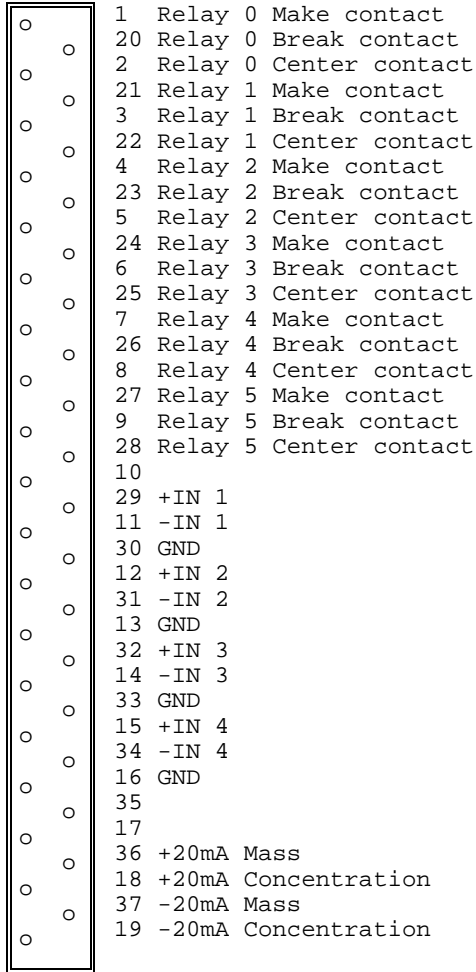 1 Relay 0 Make contact
20 Relay 0 Break contact
2 Relay 0 Center contact
21 Relay 1 Make contact
3 Relay 1 Break contact
22 Relay 1 Center contact
4 Relay 2 Make contact
23 Relay 2 Break contact
5 Relay 2 Center contact
24 Relay 3 Make contact
6 Relay 3 Break contact
25 Relay 3 Center contact
7 Relay 4 Make contact
26 Relay 4 Break contact
8 Relay 4 Center contact
27 Relay 5 Make contact
9 Relay 5 Break contact
28 Relay 5 Center contact
10
29 +IN 1
11 -IN 1
30 GND
12 +IN 2
31 -IN 2
13 GND
32 +IN 3
14 -IN 3
33 GND
15 +IN 4
34 -IN 4
16 GND
35
17
36 +20mA Mass
18 +20mA Concentration
37 -20mA Mass
19 -20mA Concentration